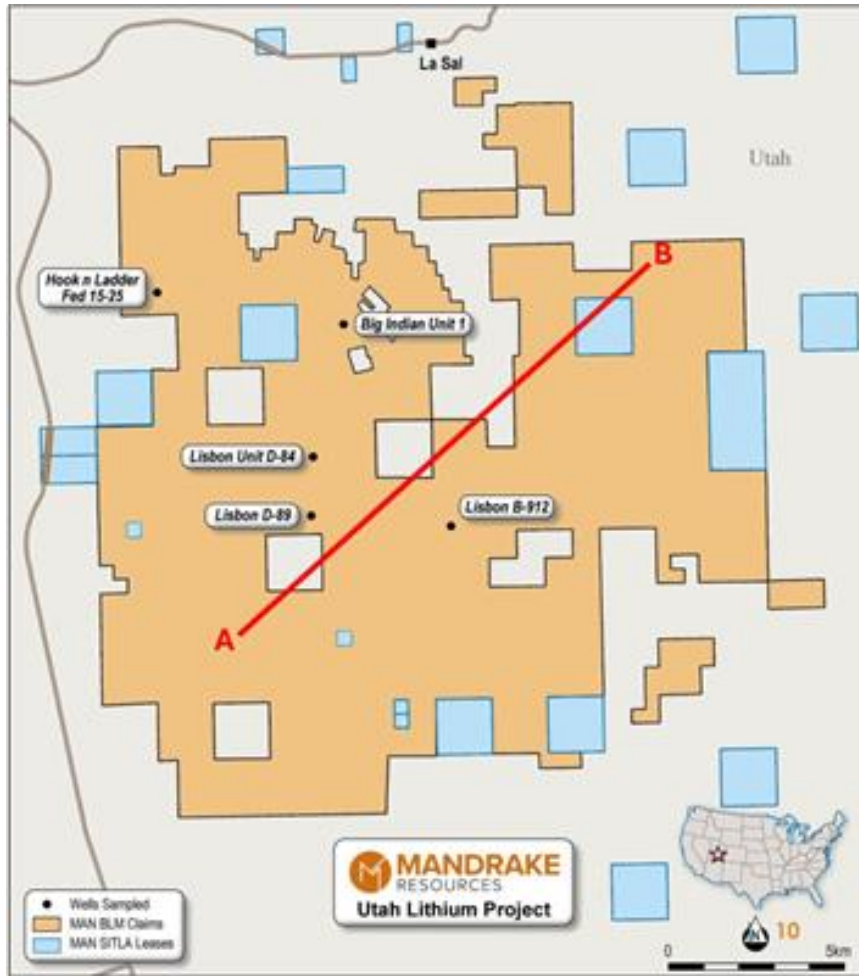 La Sal
Utah
B
Hook n Ladder
Fed 15-25
Big Indian Unit 1
Lisbon Unit D-84
Lisbon D-89
Lisbon B-912
A
MANDRAKE
RESOURCES
Utah Lithium Project
Wells Sampled
MAN BLM Claims
MAN SITLA Leases
N
10
0
5km